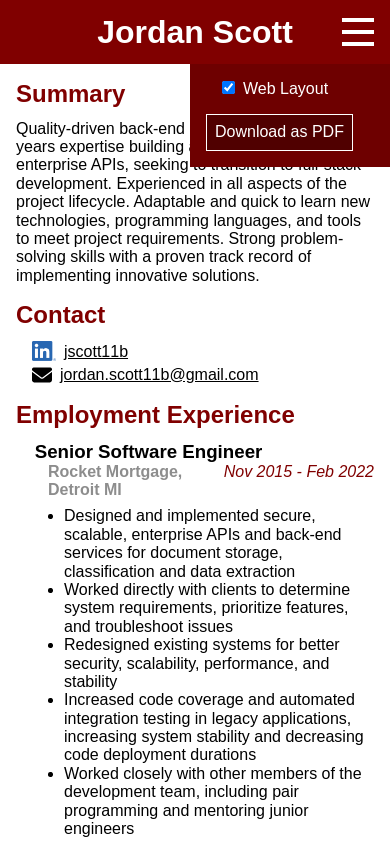 Jordan Scott
Web Layout
Download as PDF
Summary
Quality-driven back-end
years expertise building
enterprise APIs, seeking to transition to full-stack
development. Experienced in all aspects of the
project lifecycle. Adaptable and quick to learn new
technologies, programming languages, and tools
to meet project requirements. Strong problem-
solving skills with a proven track record of
implementing innovative solutions.
Contact
in jscott11b
jordan.scott11b@gmail.com
Employment Experience
Senior Software Engineer
Rocket Mortgage, Nov 2015 - Feb 2022
Detroit MI
• Designed and implemented secure,
scalable, enterprise APIs and back-end
services for document storage,
classification and data extraction
• Worked directly with clients to determine
system requirements, prioritize features,
and troubleshoot issues
• Redesigned existing systems for better
security, scalability, performance, and
stability
• Increased code coverage and automated
integration testing in legacy applications,
increasing system stability and decreasing
code deployment durations
• Worked closely with other members of the
development team, including pair
programming and mentoring junior
engineers